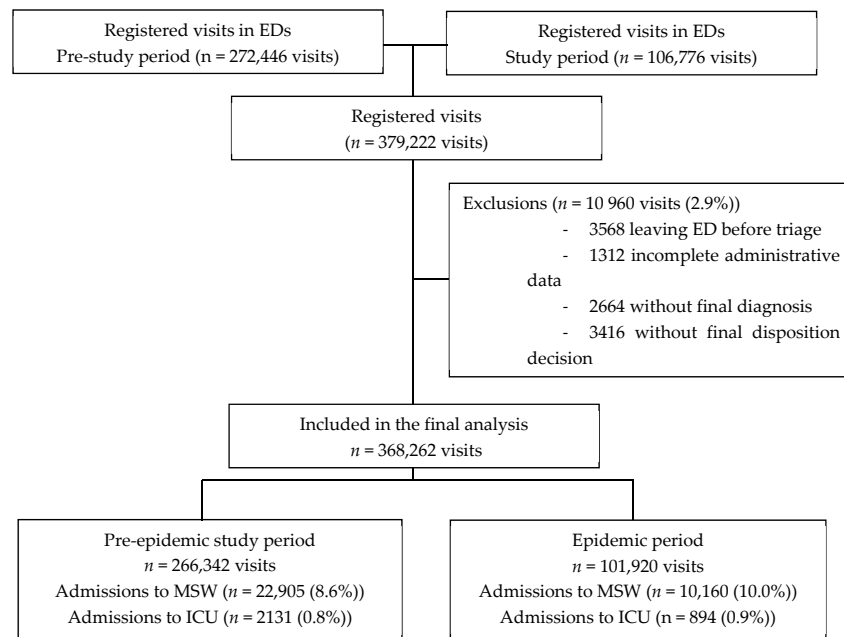 Registered visits in EDs
Pre-study period (n = 272,446 visits)
Registered visits in EDs
Study period (n = 106,776 visits)
Registered visits
(n = 379,222 visits)
Exclusions (n = 10 960 visits (2.9%))
- 3568 leaving ED before triage
- 1312 incomplete administrative
data
- 2664 without final diagnosis
- 3416 without final disposition
decision
Included in the final analysis
n = 368,262 visits
Pre-epidemic study period
n = 266,342 visits
Admissions to MSW (n = 22,905 (8.6%))
Admissions to ICU (n = 2131 (0.8%))
Epidemic period
n = 101,920 visits
Admissions to MSW = 10,160 (10.0%))
Admissions to ICU (n = 894 (0.9%))